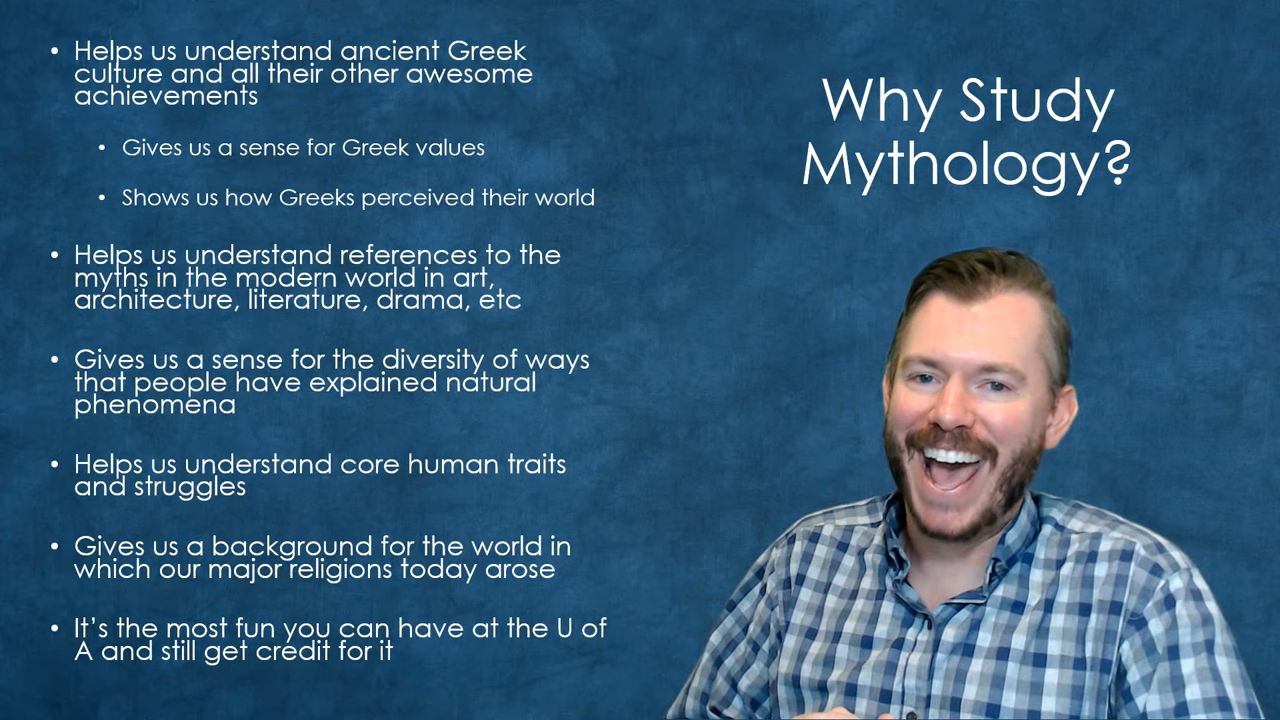 Why Study
Mythology?
• Helps us understand ancient Greek
culture and all their other awesome
achievements
• Gives us a sense for Greek values
• Shows us how Greeks perceived their world
• Helps us understand references to the
myths in the modern world in art,
architecture, literature, drama, etc
• Gives us a sense for the diversity of ways
that people have explained natural
phenomena
• Helps us understand core human traits
and struggles
• Gives us a background for the world in
which our major religions today arose
• It’s the most fun you can have at the U of
A and still get credit for it